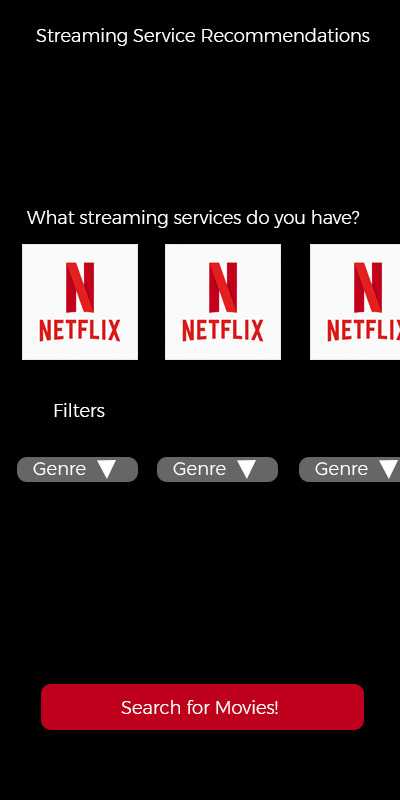 Streaming Service Recommendations
What streaming services do you have?
NETFLIX NETFLIX NETFLIX
Filters
Genre Genre Genre
Search for Movies!